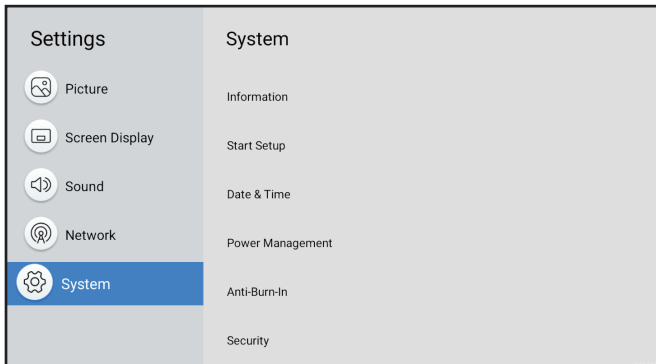 Settings
Picture
Screen Display
Sound
Network
System
System
Information
Start Setup
Date & Time
Power Management
Anti-Burn-In
Security